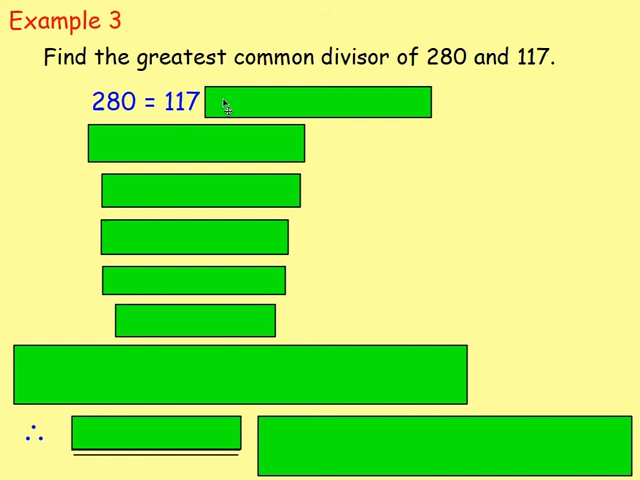 Example 3
Find the greatest common divisor of 280 and 117.
280 = 117
∴